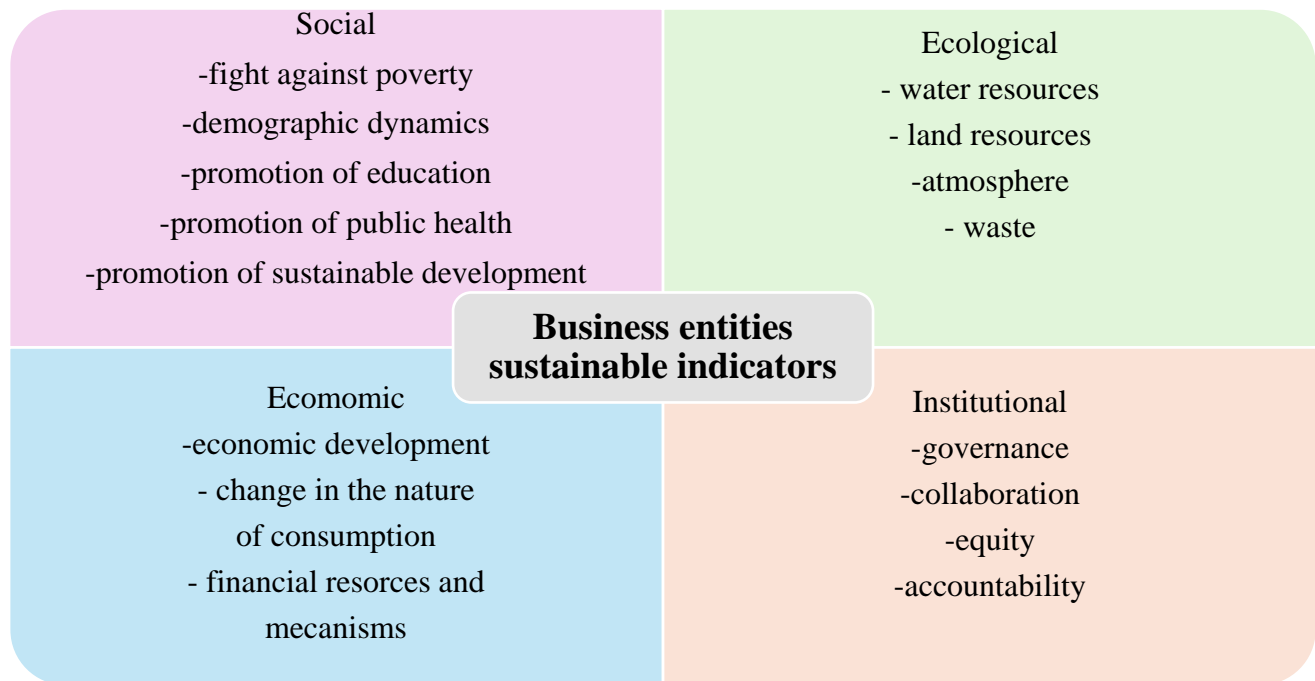 Social
-fight against poverty
-demographic dynamics
-promotion of education
-promotion of public health
-promotion of sustainable development
Ecological
- water resources
- land resources
-atmosphere
- waste
Business entities
sustainable indicators
Ecomomic
-economic development
- change in the nature
of consumption
- financial resorces and
mecanisms
Institutional
-governance
-collaboration
-equity
-accountability